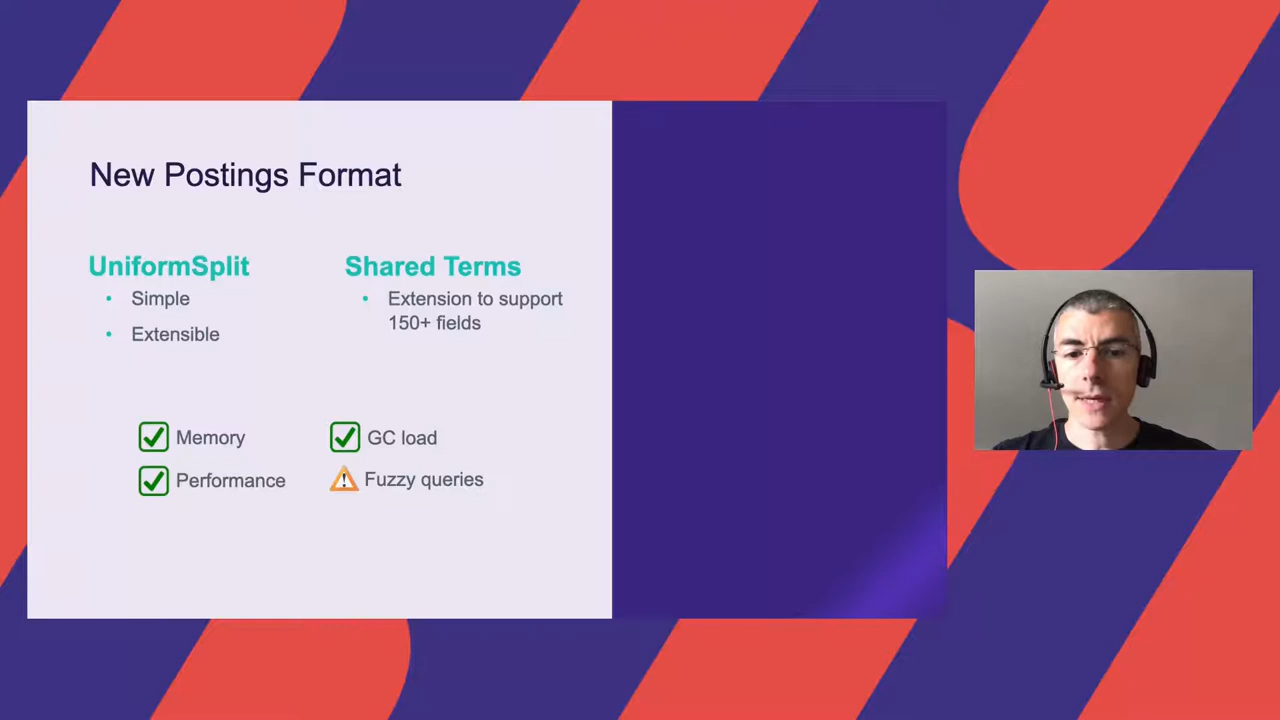 New Postings Format
UniformSplit
• Simple
• Extensible
Shared Terms
• Extension to support
150+ fields
Memory
GC load
Performance
Fuzzy queries